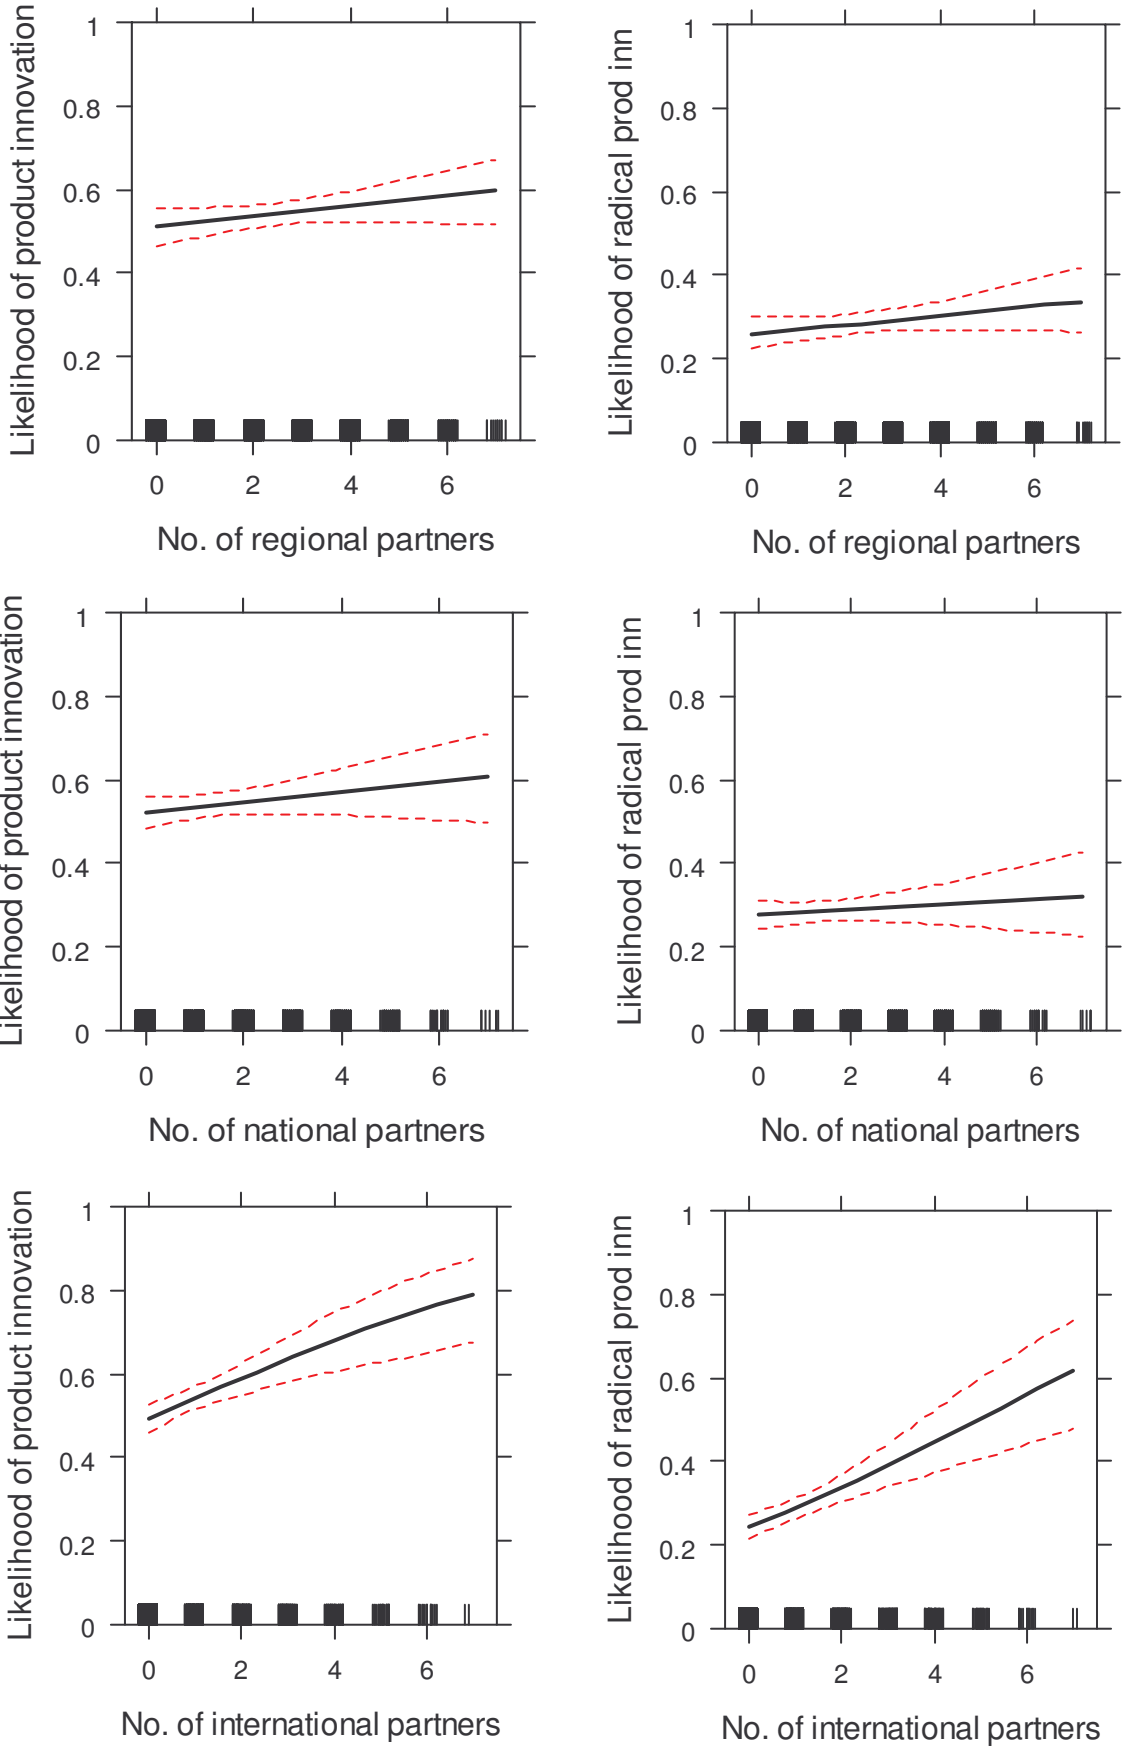 Likelihood of product innovation
1
0.8
0.6
0.4
0.2
0
0 2 4 6
No. of regional partners
Likelihood of radical prod inn
1
0.8
0.6
0.4
0.2
0
0 2 4 6
No. of regional partners
Likelihood of product innovation
1
0.8
0.6
0.4
0.2
0
0 2 4 6
No. of national partners
Likelihood of radical prod inn
1
0.8
0.6
0.4
0.2
0
0 2 4 6
No. of national partners
Likelihood of product innovation
1
0.8
0.6
0.4
0.2
0
0 2 4 6
No. of international partners
Likelihood of radical prod inn
1
0.8
0.6
0.4
0.2
0
0 2 4 6
No. of international partners